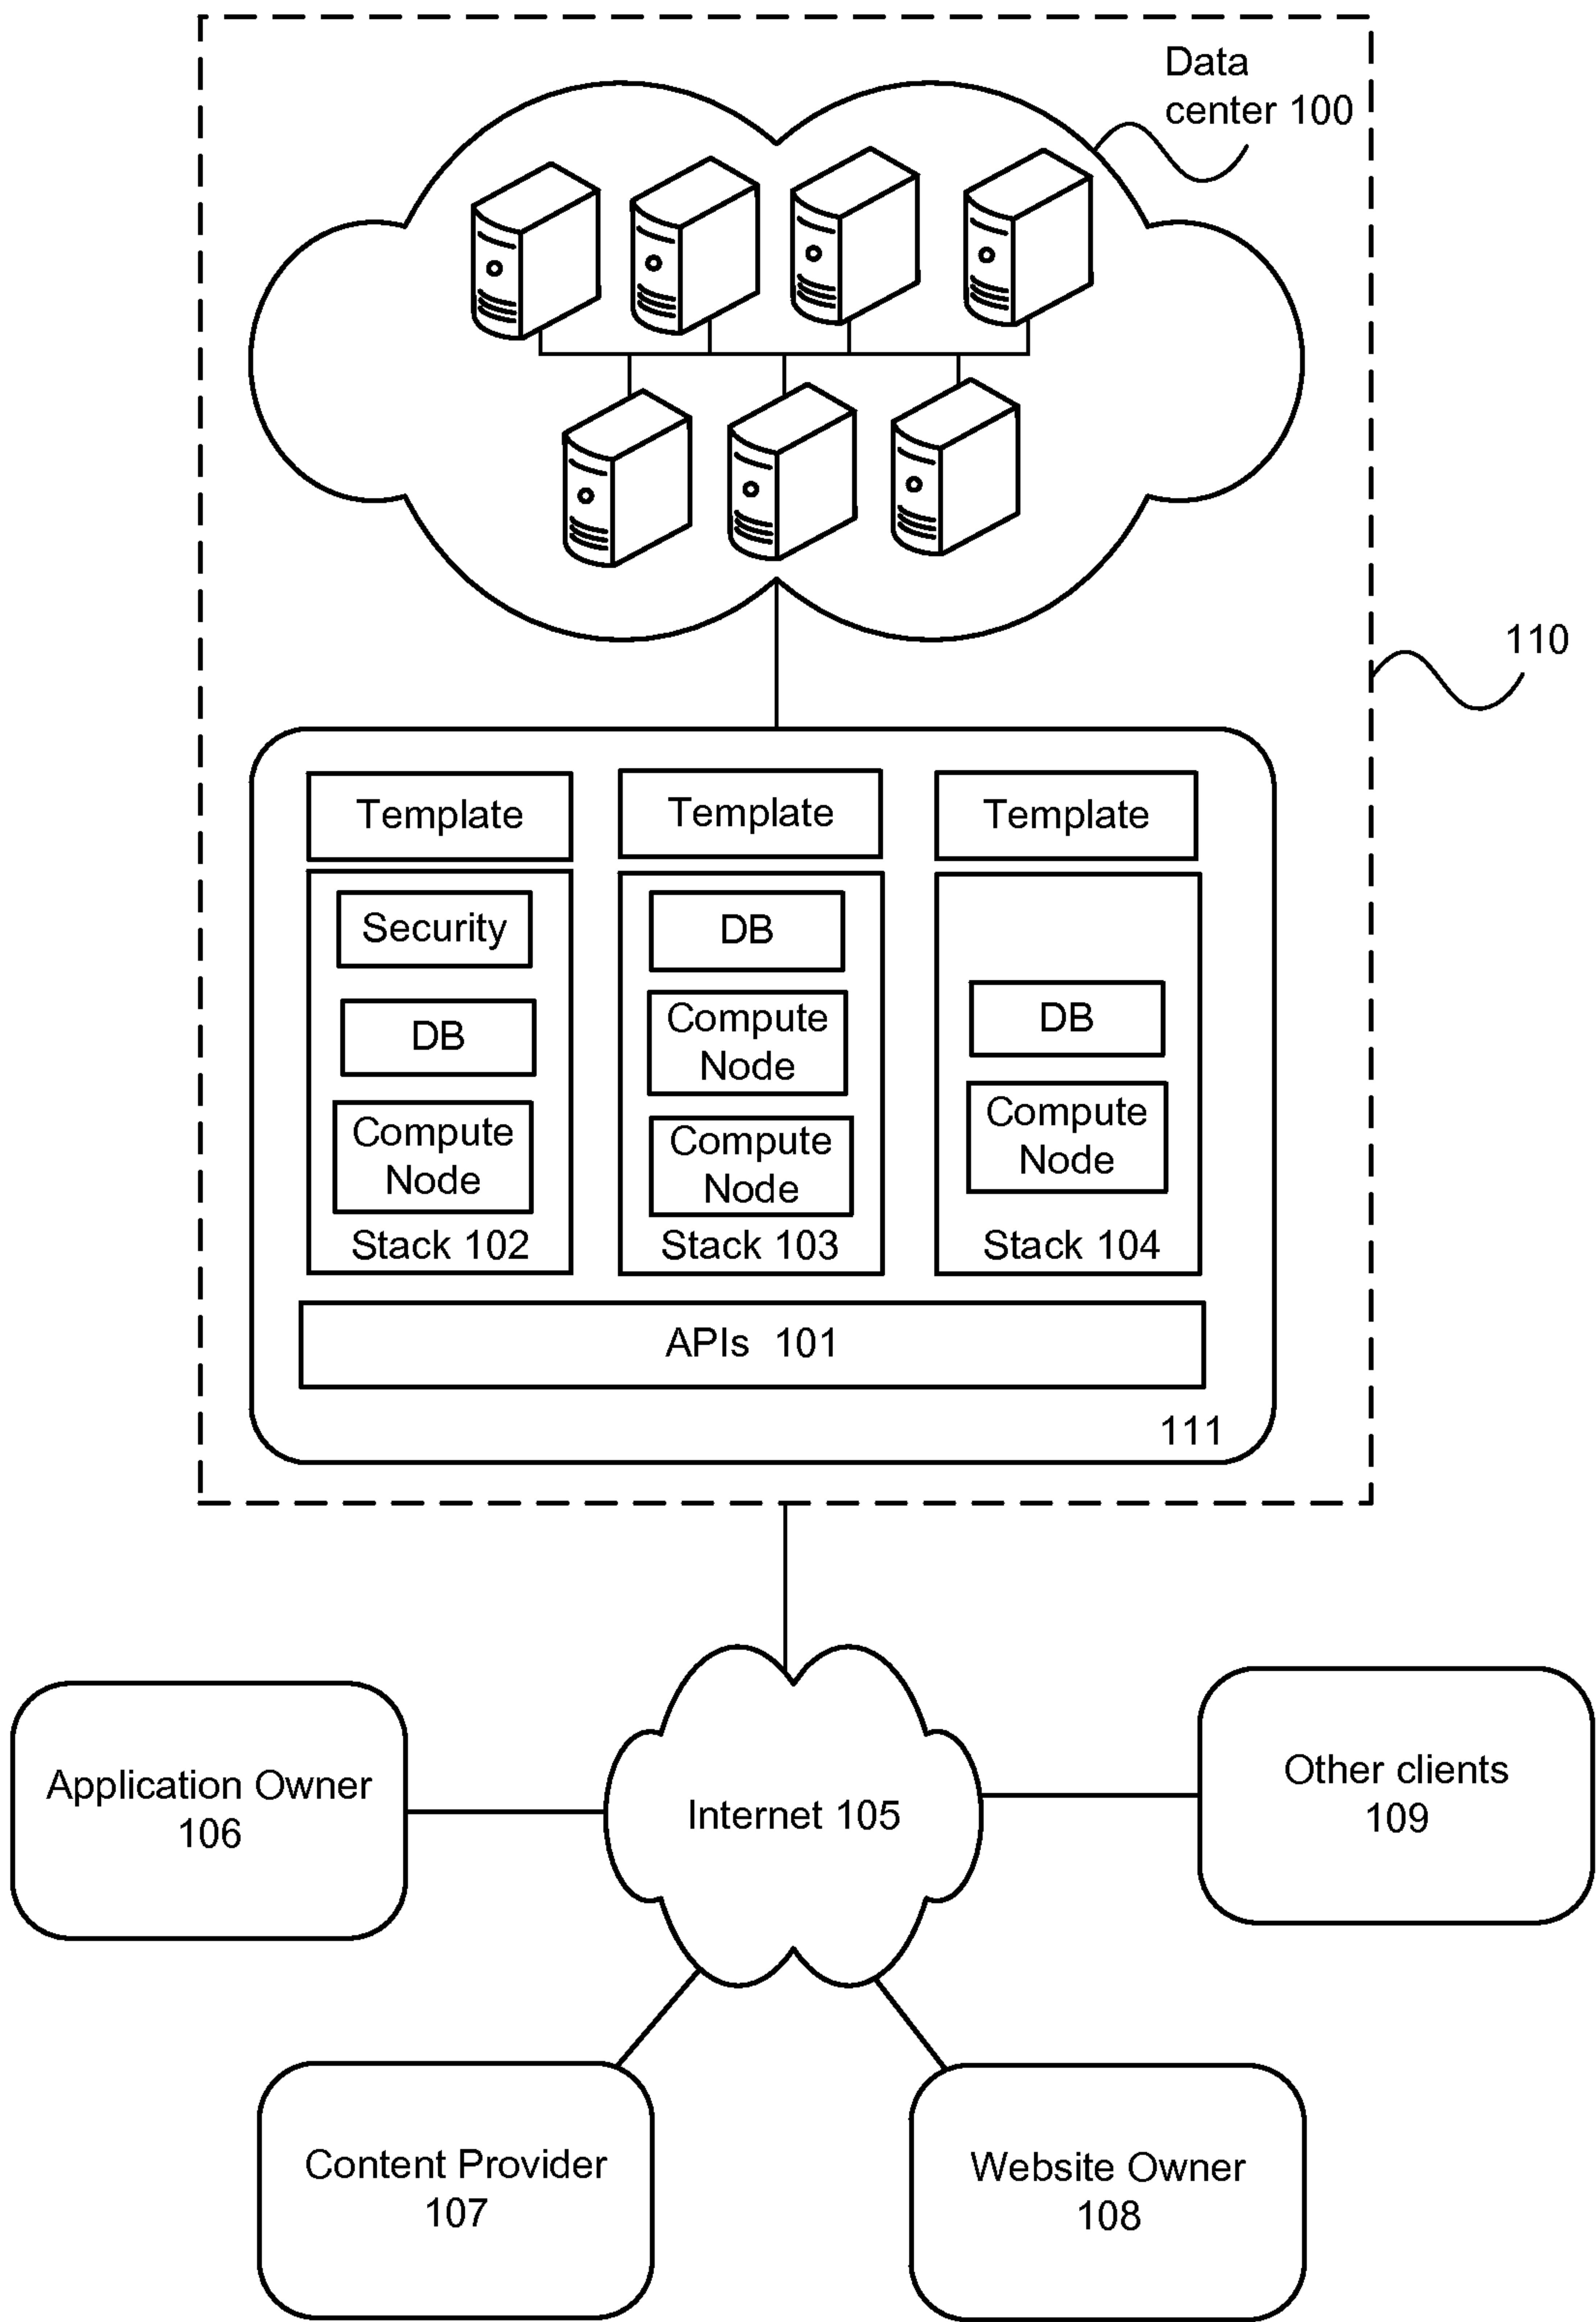 Data
center 100
110
Template
Template
Template
Security
DB
Compute
Node
Stack 102
DB
Compute
Node
Compute
Node
Stack 103
DB
Compute
Node
Stack 104
APIs 101
111
Application Owner
106
Internet 105
Other clients
109
Content Provider
107
Website Owner
108